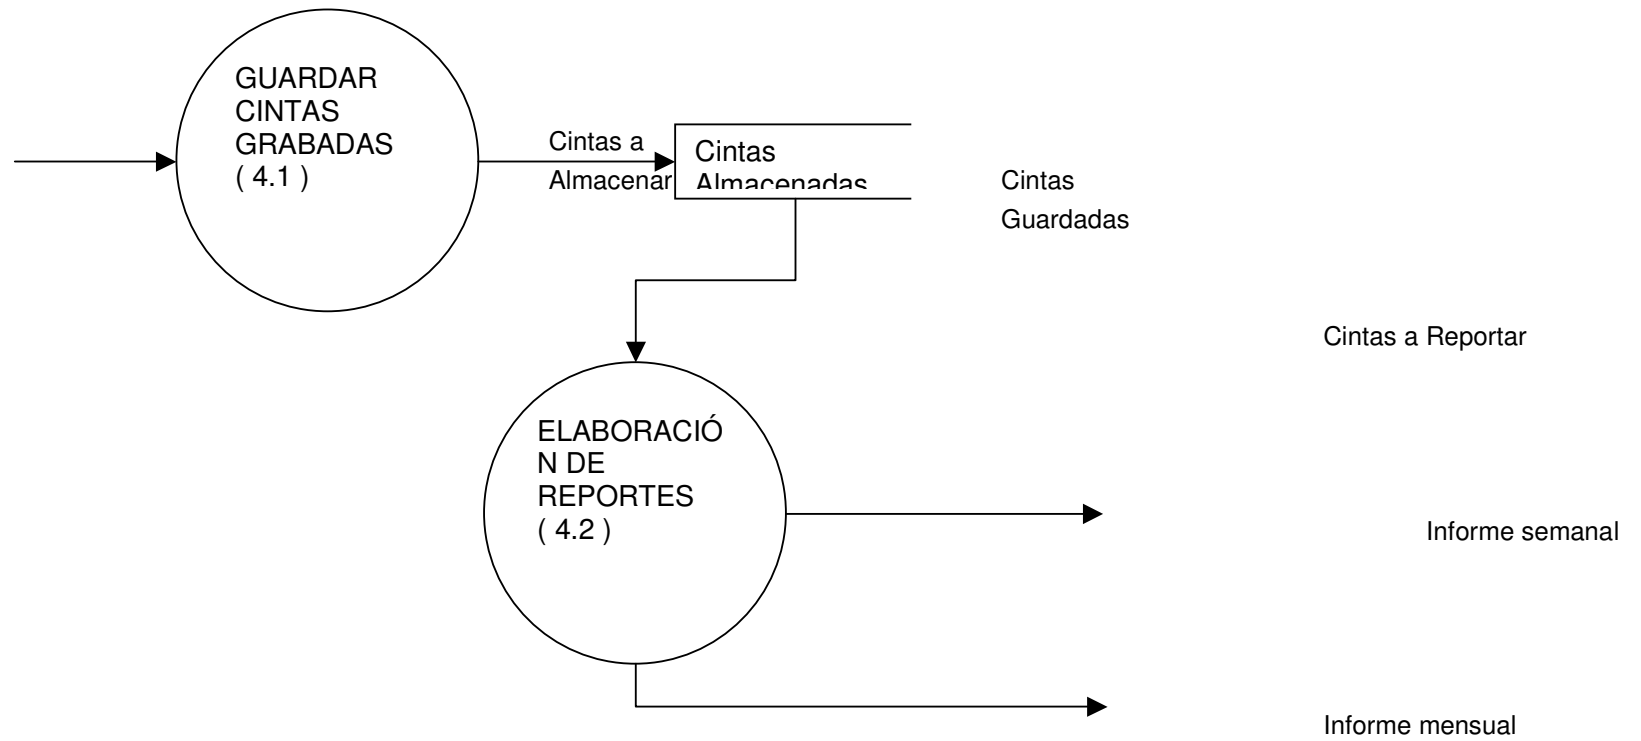 GUARDAR
CINTAS
GRABADAS
( 4.1 )
Cintas a
Almacenar
Cintas
Almacenadas
Cintas
Guardadas
Cintas a Reportar
ELABORACIÓ
N DE
REPORTES
( 4.2 )
Informe semanal
Informe mensual